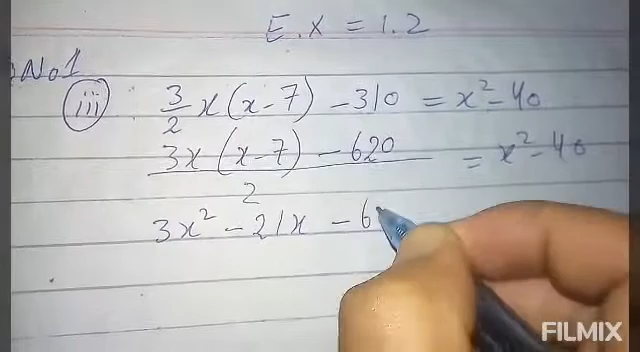 E.X = 1.2
No1
(iii) 3/2 x(x-7) - 310 = x² - 40
3x(x-7) - 620 / 2 = x² - 40
3x² - 21x - 6
FILMIX